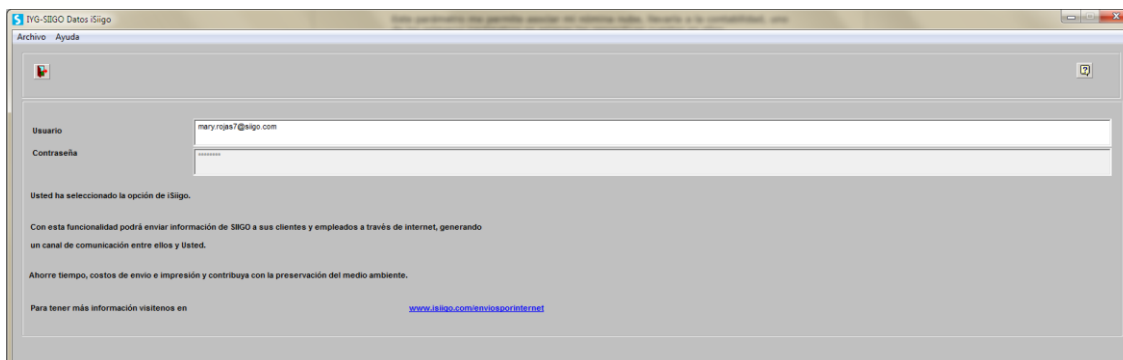 IYG-SIIGO Datos iSiigo
Archivo Ayuda
Usuario mary.rojas7@siigo.com
Contraseña ********
Usted ha seleccionado la opción de iSiigo.
Con esta funcionalidad podrá enviar información de SIIGO a sus clientes y empleados a través de internet, generando
un canal de comunicación entre ellos y Usted.
Ahorre tiempo, costos de envio e impresión y contribuya con la preservación del medio ambiente.
Para tener más información visitenos en www.isiigo.com/enviosporinternet